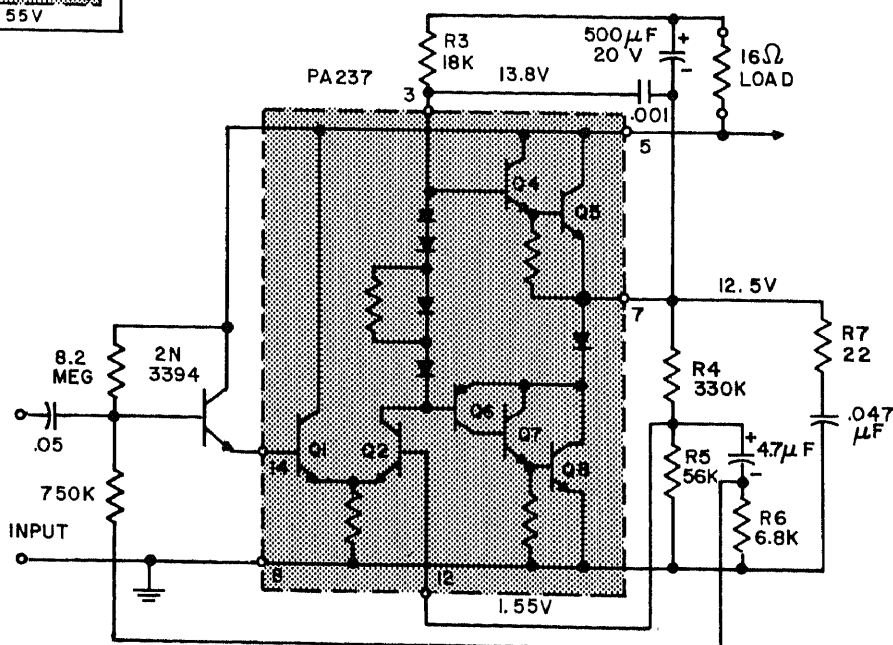 55V
R3
18K
500µF
20 V
+
-
16Ω
LOAD
PA237
13.8V
3
.001
5
Q4
Q5
12.5V
7
8.2
MEG
2N
3394
R7
22
R4
330K
.05
Q6
Q1
Q2
Q7
Q8
.047
µF
14
+
4.7µF
-
R5
56K
750K
R6
6.8K
INPUT
8
12
1.55V